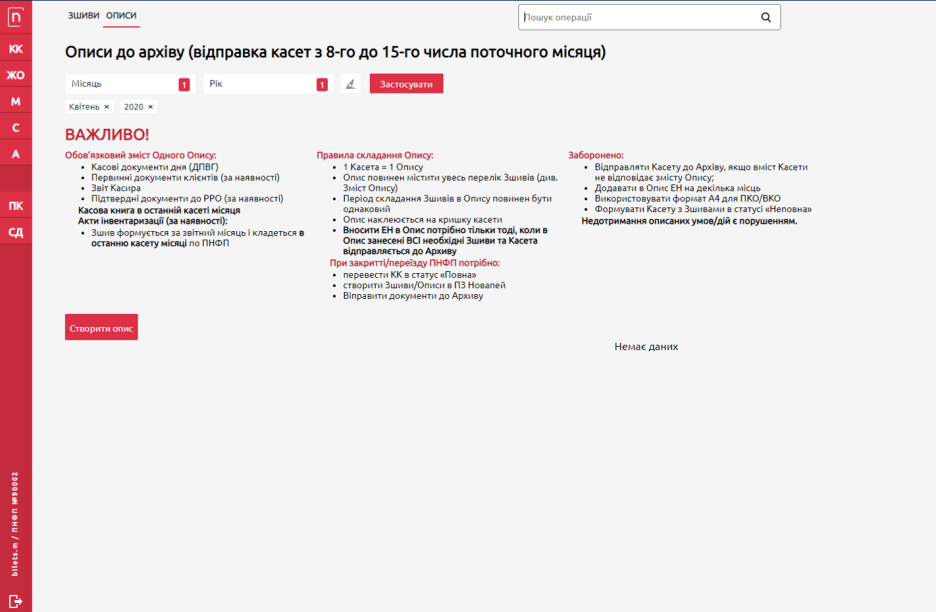 n
КК
ЖО
М
С
А
ПК
СД
bilets.m / ПНФП №90002
ЗШИВИ ОПИСИ
Пошук операції
Описи до архіву (відправка касет з 8-го до 15-го числа поточного місяця)
Місяць 1 Рік 1 Застосувати
Квітень × 2020 ×
ВАЖЛИВО!
Обов'язковий зміст Одного Опису:
• Касові документи дня (ДПВГ)
• Первинні документи клієнтів (за наявності)
• Звіт Касира
• Підтвердні документи до РРО (за наявності)
Касова книга в останній касеті місяця
Акти інвентаризації (за наявності):
• Зшив формується за звітний місяць і кладеться в
останню касету місяці по ПНФП
Правила складання Опису:
• 1 Касета = 1 Опису
• Опис повинен містити увесь перелік Зшивів (див.
Зміст Опису)
• Період складання Зшивів в Опису повинен бути
однаковий
• Опис наклеюється на кришку касети
• Вносити ЕН в Опис потрібно тільки тоді, коли в
Опис занесені ВСІ необхідні Зшиви та Касета
відправляється до Архиву
При закритті/переїзду ПНФП потрібно:
• перевести КК в статус «Повна»
• створити Зшиви/Описи в ПЗ Новапей
• Віправити документи до Архиву
Заборонено:
• Відправляти Касету до Архіву, якщо вміст Касети
не відповідає змісту Опису;
• Додавати в Опис ЕН на декілька місць
• Використовувати формат А4 для ПКО/ВКО
• Формувати Касету з Зшивами в статусі «Неповна»
Недотримання описаних умов/дій є порушенням.
Створити опис
Немає даних